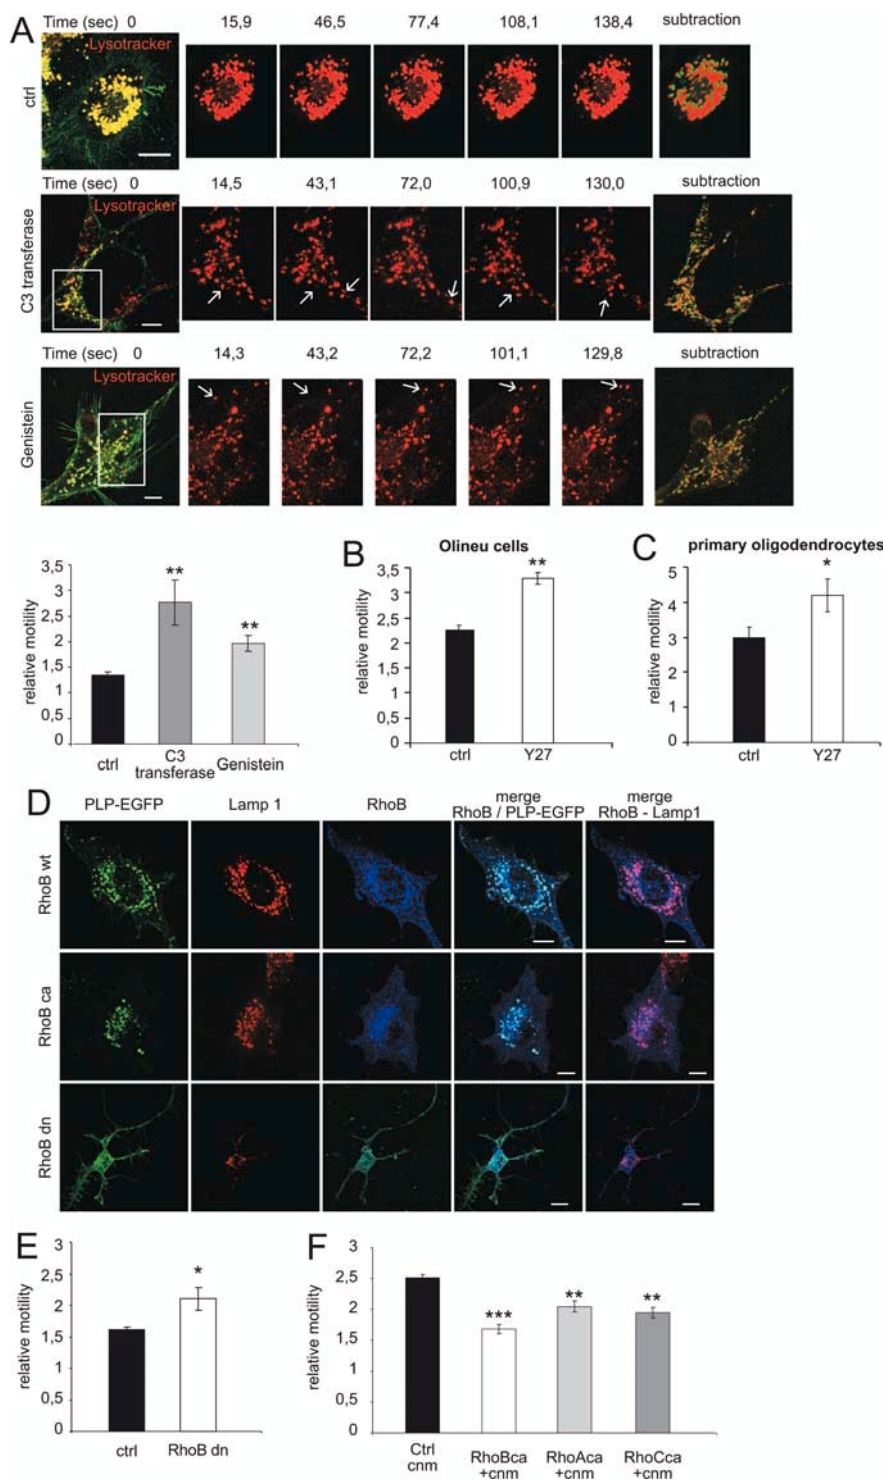 A
Time (sec) 0 15,9 46,5 77,4 108,1 138,4 subtraction
Lysotracker
ctrl
Time (sec) 0 14,5 43,1 72,0 100,9 130,0 subtraction
Lysotracker
C3 transferase
Time (sec) 0 14,3 43,2 72,2 101,1 129,8 subtraction
Lysotracker
Genistein
relative motility
3,5
3
2,5
2
1,5
1
0,5
0
**
**
ctrl
C3 transferase
Genistein
B
Olineu cells
relative motility
3,5
3
2,5
2
1,5
1
0,5
0
**
ctrl
Y27
C
primary oligodendrocytes
relative motility
5
4
3
2
1
0
*
ctrl
Y27
D
PLP-EGFP
Lamp 1
RhoB
merge
RhoB / PLP-EGFP
merge
RhoB - Lamp1
RhoB wt
RhoB ca
RhoB dn
E
relative motility
3
2,5
2
1,5
1
0,5
0
*
ctrl
RhoB dn
F
relative motility
3
2,5
2
1,5
1
0,5
0
***
**
**
Ctrl
cnm
RhoBca
+cnm
RhoAca
+cnm
RhoCca
+cnm